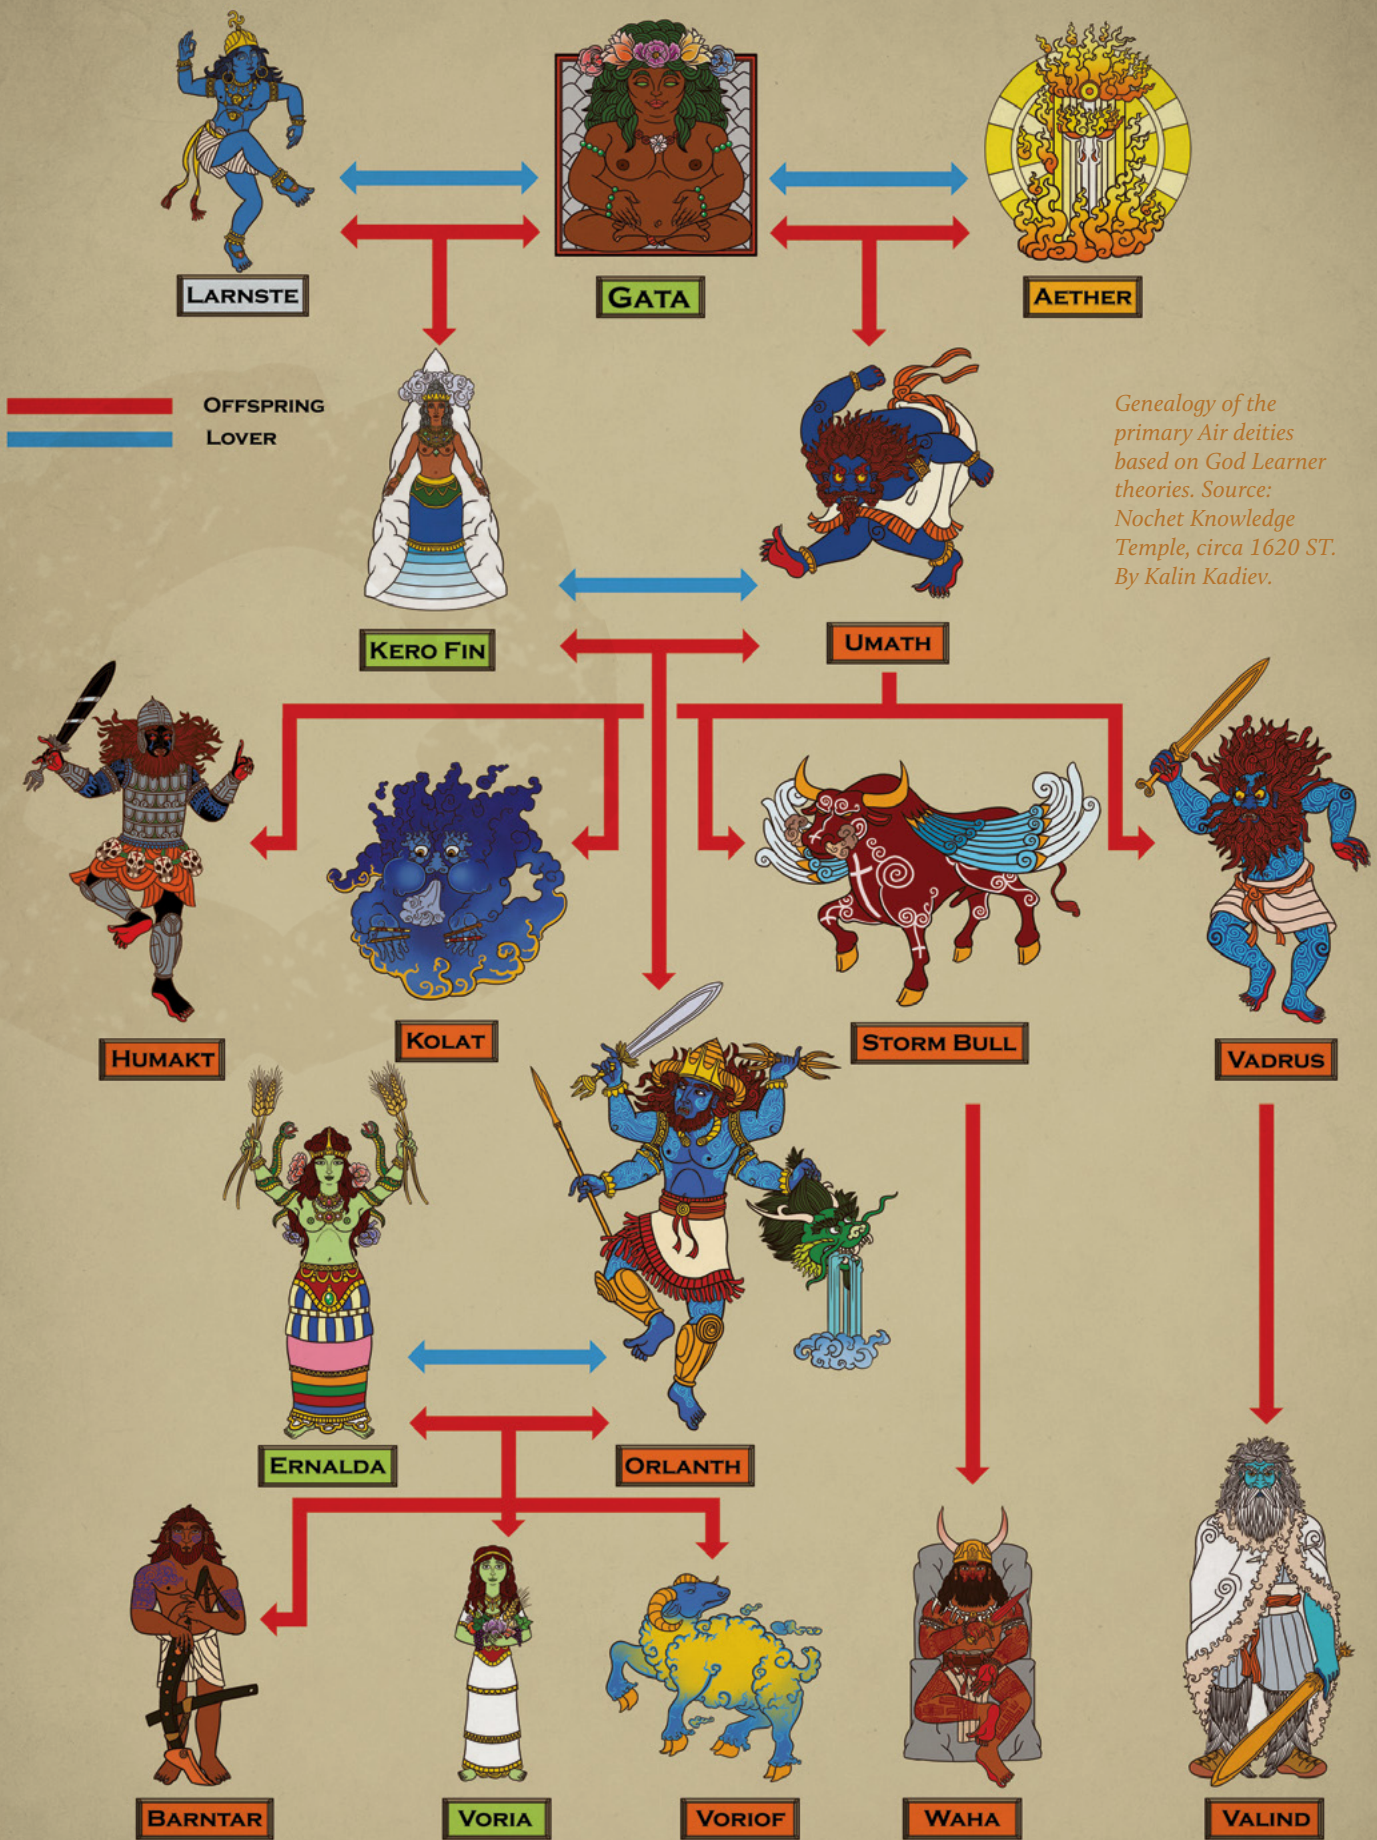 LARNSTE
GATA
AETHER
OFFSPRING
LOVER
Genealogy of the
primary Air deities
based on God Learner
theories. Source:
Nochet Knowledge
Temple, circa 1620 ST.
By Kalin Kadiev.
KERO FIN
UMATH
HUMAKT
KOLAT
STORM BULL
VADRUS
ERNALDA
ORLANTH
BARNTAR
VORIA
VORIOF
WAHA
VALIND